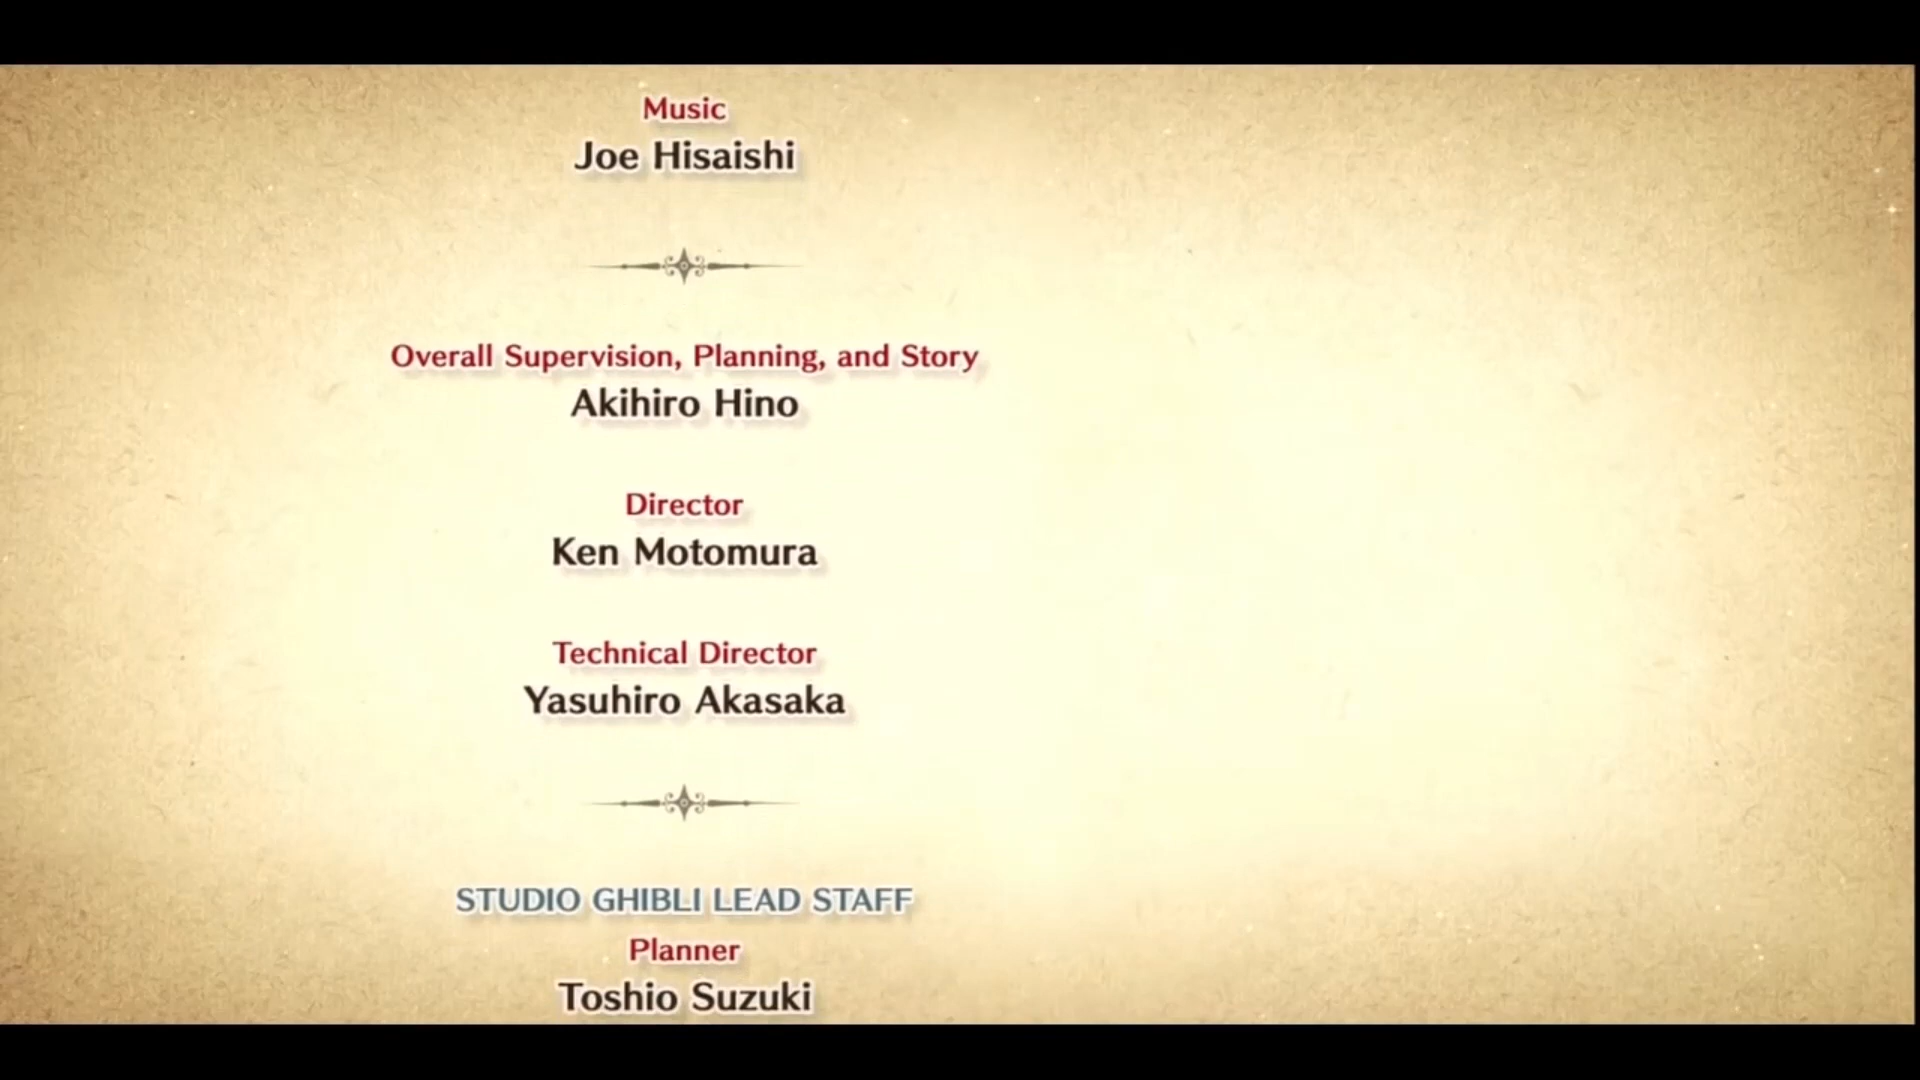 Music
Joe Hisaishi
Overall Supervision, Planning, and Story
Akihiro Hino
Director
Ken Motomura
Technical Director
Yasuhiro Akasaka
STUDIO GHIBLI LEAD STAFF
Planner
Toshio Suzuki